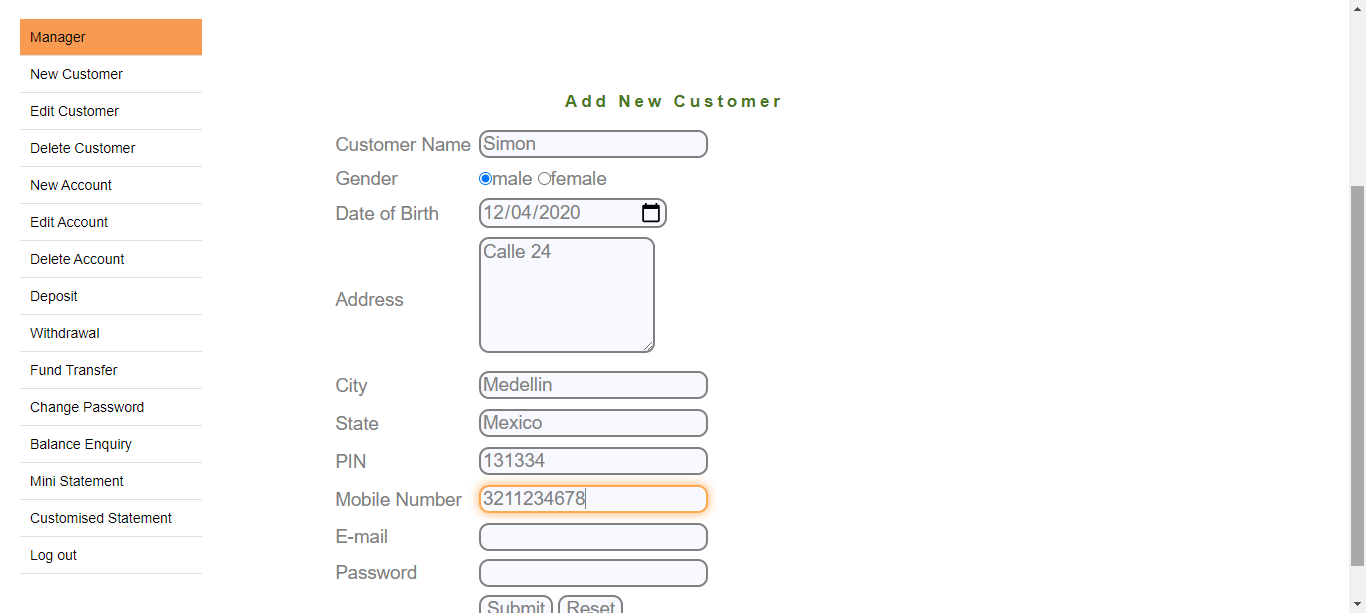 Manager
New Customer
Edit Customer
Delete Customer
New Account
Edit Account
Delete Account
Deposit
Withdrawal
Fund Transfer
Change Password
Balance Enquiry
Mini Statement
Customised Statement
Log out
Add New Customer
Customer Name Simon
Gender male female
Date of Birth 12/04/2020
Address Calle 24
City Medellin
State Mexico
PIN 131334
Mobile Number 3211234678
E-mail
Password
Submit Reset